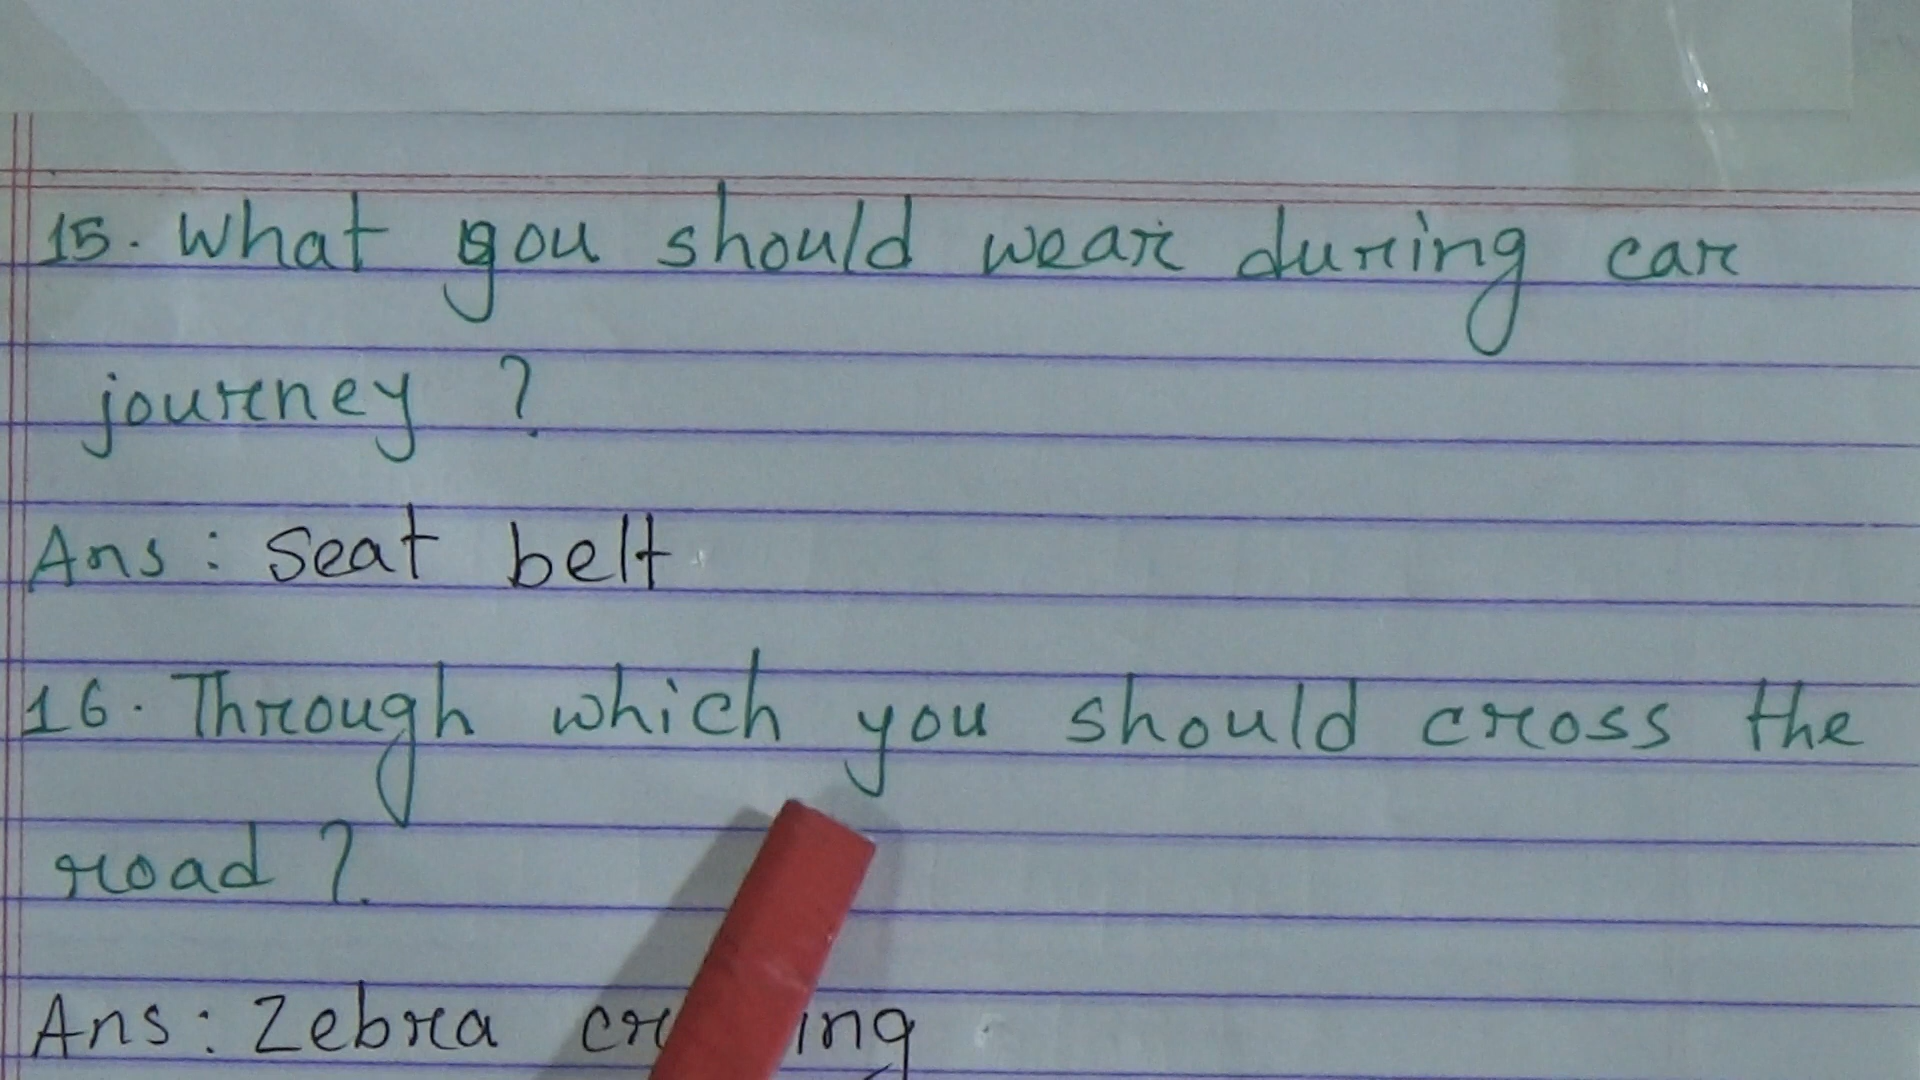 15. What you should wear during car
journey ?
Ans : Seat belt
16. Through which you should cross the
road ?
Ans : Zebra